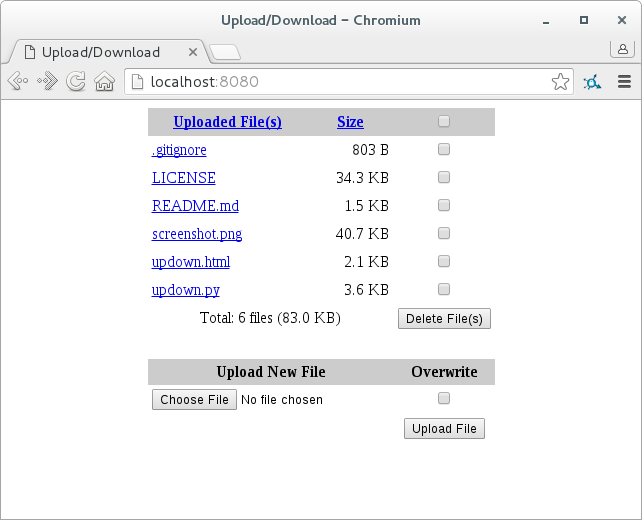 Upload/Download – Chromium
Upload/Download
localhost:8080
Uploaded File(s) Size
.gitignore 803 B
LICENSE 34.3 KB
README.md 1.5 KB
screenshot.png 40.7 KB
updown.html 2.1 KB
updown.py 3.6 KB
Total: 6 files (83.0 KB) Delete File(s)
Upload New File Overwrite
Choose File No file chosen
Upload File